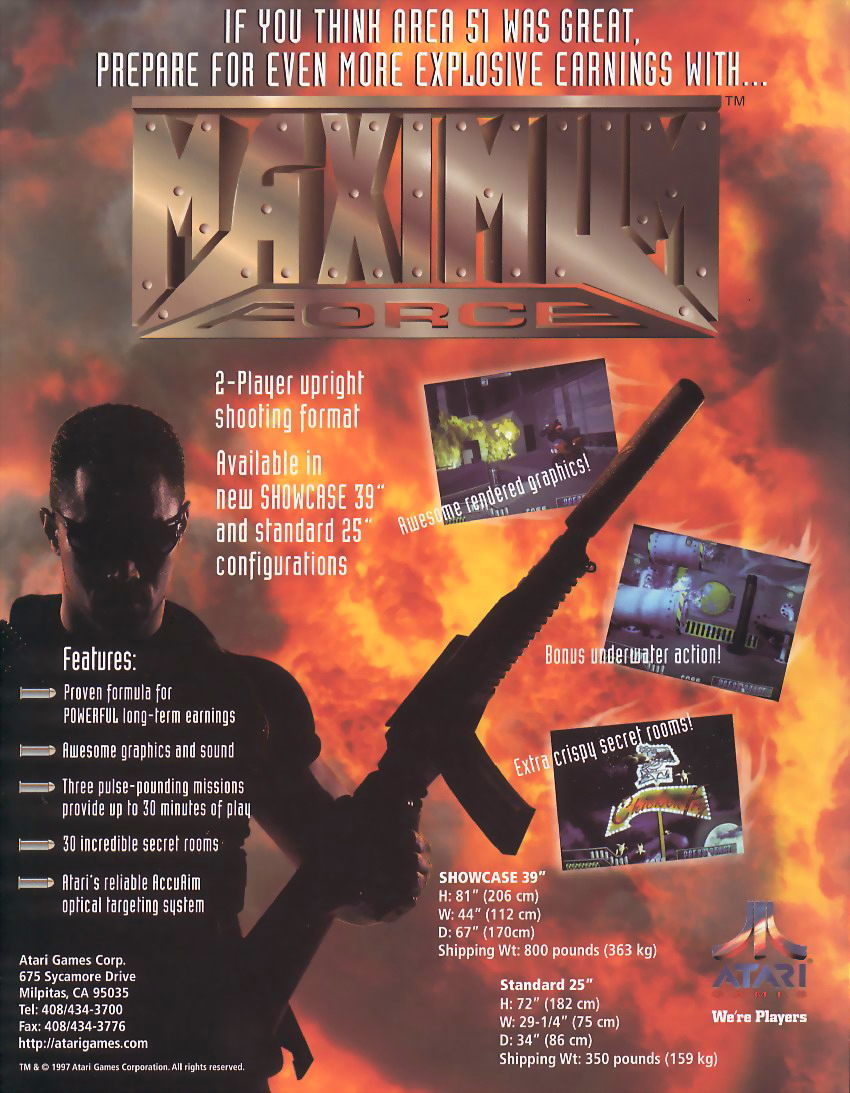 IF YOU THINK AREA 51 WAS GREAT,
PREPARE FOR EVEN MORE EXPLOSIVE EARNINGS WITH...
MAXIMUM TM
FORCE
2-Player upright
shooting format
Available in
new SHOWCASE 39"
and standard 25"
configurations
Awesome rendered graphics!
Bonus underwater action!
Extra crispy secret rooms!
Features:
Proven formula for
POWERFUL long-term earnings
Awesome graphics and sound
Three pulse-pounding missions
provide up to 30 minutes of play
30 incredible secret rooms
Atari's reliable AccuAim
optical targeting system
SHOWCASE 39"
H: 81" (206 cm)
W: 44" (112 cm)
D: 67" (170cm)
Shipping Wt: 800 pounds (363 kg)
Standard 25"
H: 72" (182 cm)
W: 29-1/4" (75 cm)
D: 34" (86 cm)
Shipping Wt: 350 pounds (159 kg)
ATARI
GAMES
We're Players
Atari Games Corp.
675 Sycamore Drive
Milpitas, CA 95035
Tel: 408/434-3700
Fax: 408/434-3776
http://atarigames.com
TM & © 1997 Atari Games Corporation. All rights reserved.